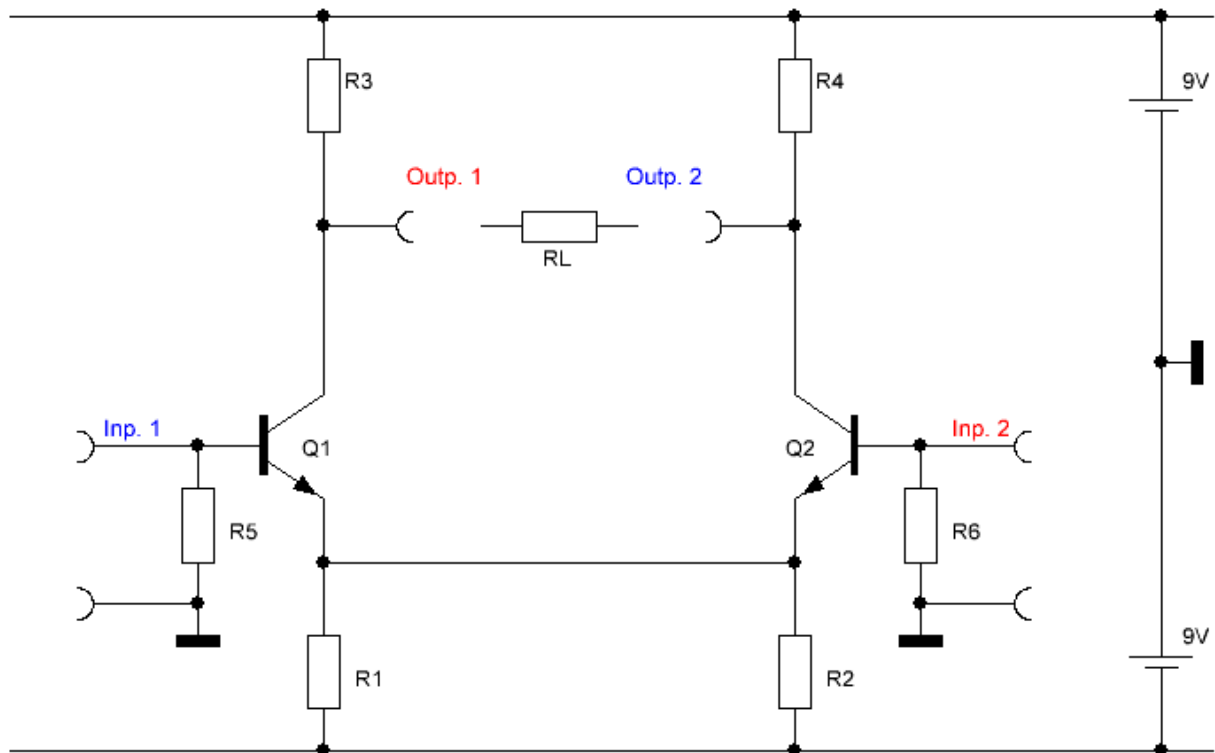 R3
R4
9V
Outp. 1
Outp. 2
RL
Inp. 1
Q1
Q2
Inp. 2
R5
R6
9V
R1
R2